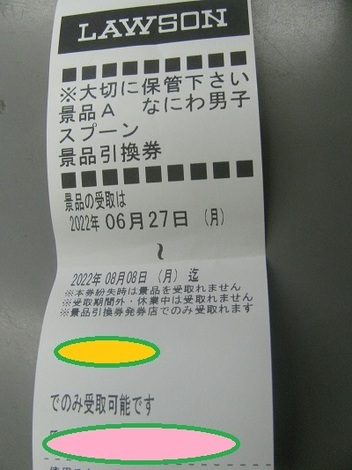 LAWSON
※大切に保管下さい
景品A なにわ男子
スプーン
景品引換券
景品の受取は
2022年 06月27日 (月)
~
2022年 08月08日 (月) 迄
※本券紛失時は景品を受取れません
※受取期間外・休業中は受取れません
※景品引換券発券店でのみ受取れます
でのみ受取可能です